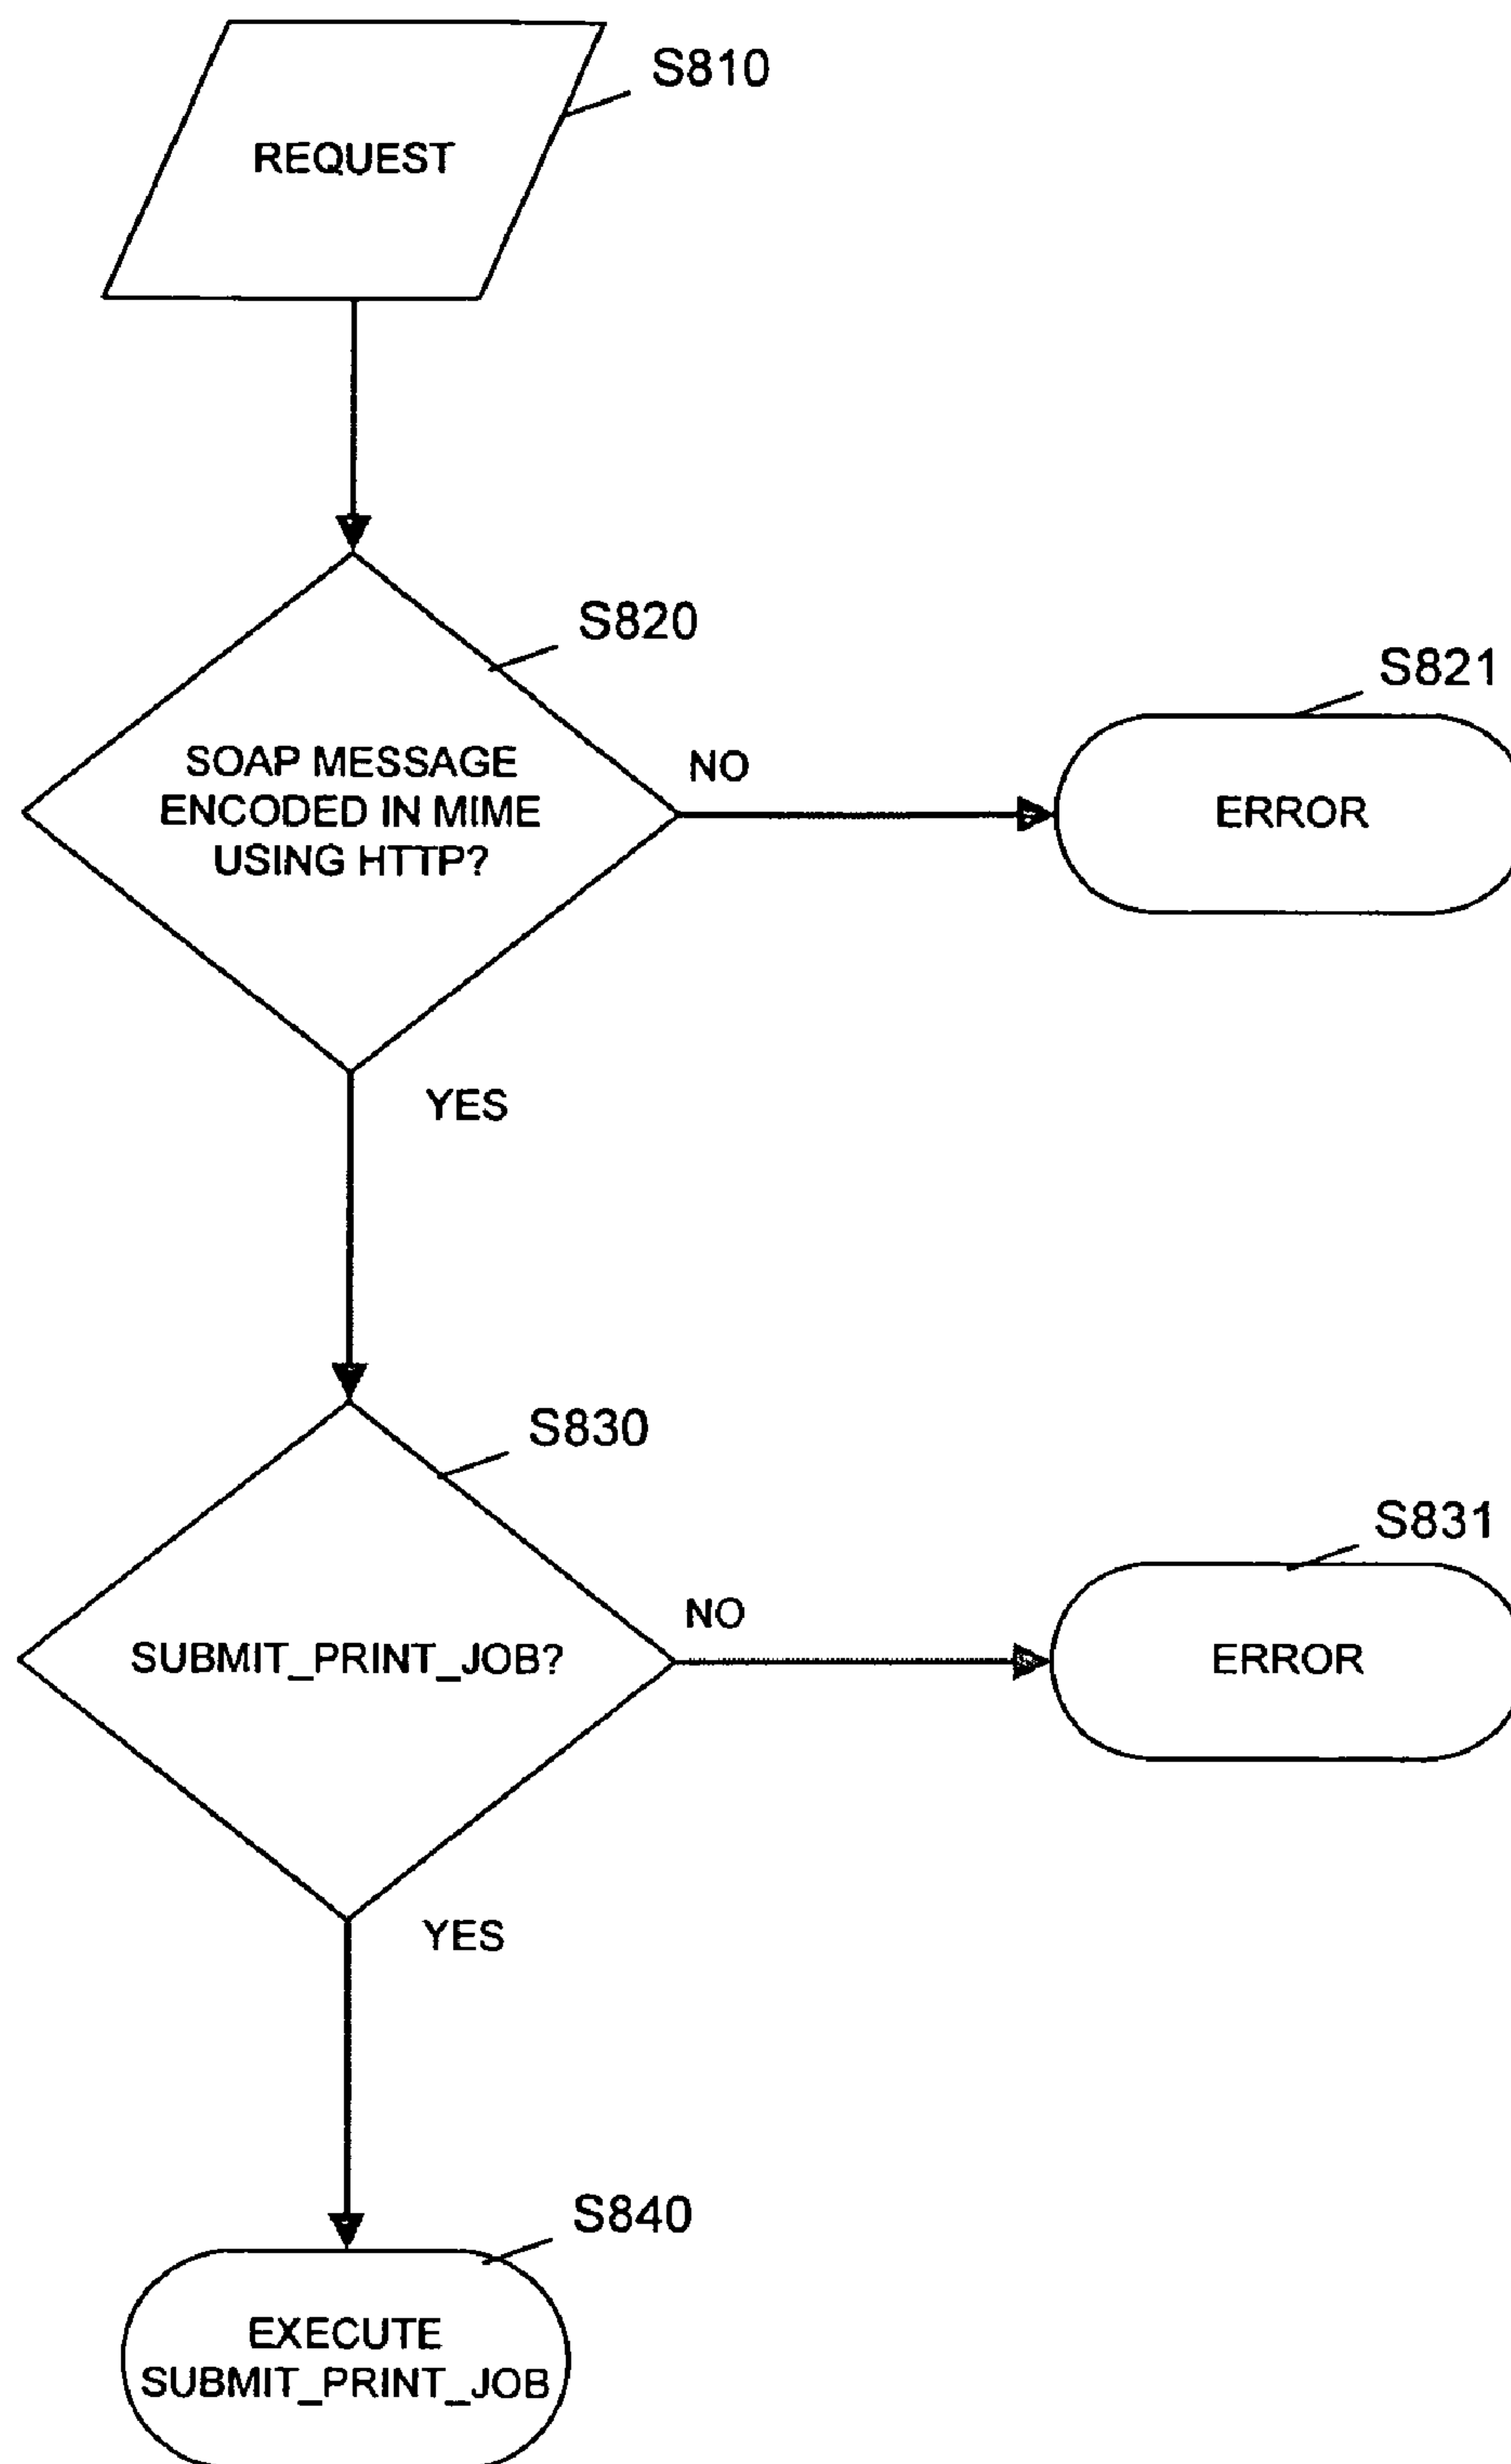 S810
REQUEST
S820
SOAP MESSAGE
ENCODED IN MIME
USING HTTP?
NO
S821
ERROR
YES
S830
SUBMIT_PRINT_JOB?
NO
S831
ERROR
YES
S840
EXECUTE
SUBMIT_PRINT_JOB